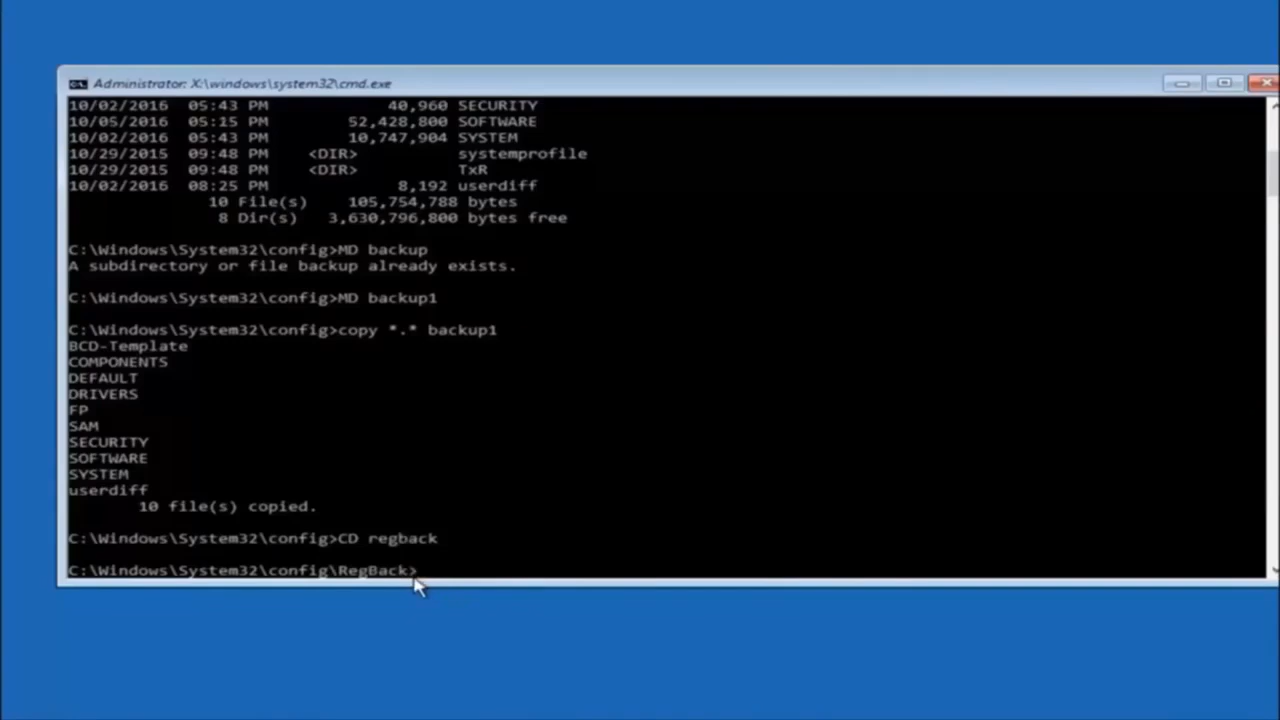 Administrator: X:\windows\system32\cmd.exe
10/02/2016 05:43 PM 40,960 SECURITY
10/05/2016 05:15 PM 52,428,800 SOFTWARE
10/02/2016 05:43 PM 10,747,904 SYSTEM
10/29/2015 09:48 PM <DIR> systemprofile
10/29/2015 09:48 PM <DIR> TxR
10/02/2016 08:25 PM 8,192 userdiff
10 File(s) 105,754,788 bytes
8 Dir(s) 3,630,796,800 bytes free
C:\Windows\System32\config>MD backup
A subdirectory or file backup already exists.
C:\Windows\System32\config>MD backup1
C:\Windows\System32\config>copy *.* backup1
BCD-Template
COMPONENTS
DEFAULT
DRIVERS
FP
SAM
SECURITY
SOFTWARE
SYSTEM
userdiff
10 file(s) copied.
C:\Windows\System32\config>CD regback
C:\Windows\System32\config\RegBack>